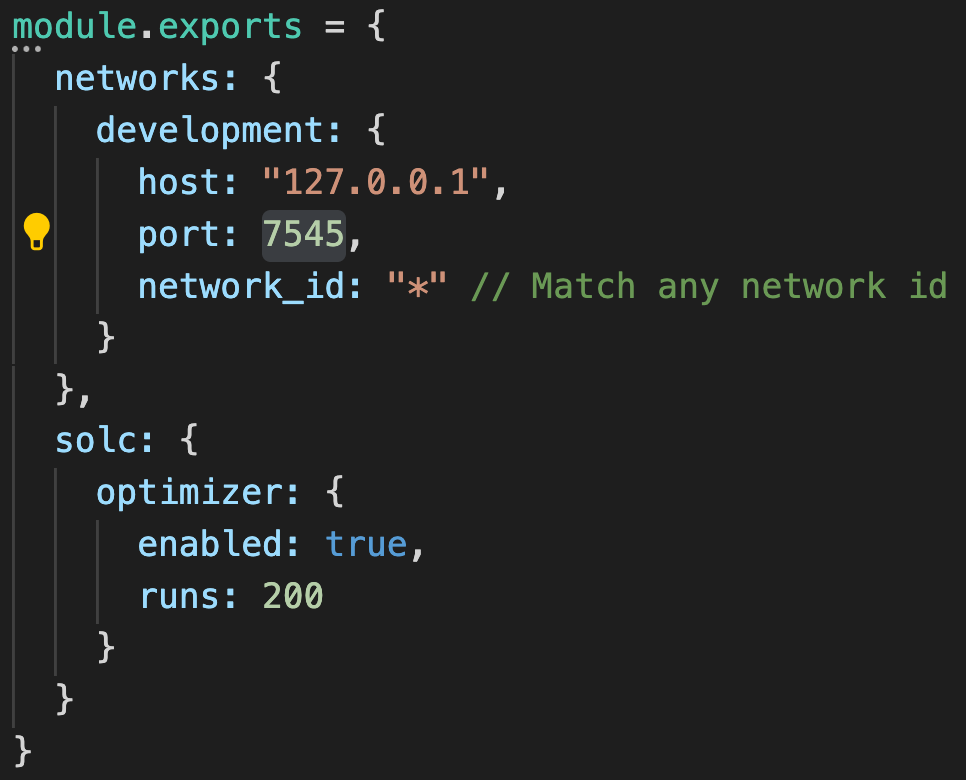 module.exports = {
  networks: {
    development: {
      host: "127.0.0.1",
      port: 7545,
      network_id: "*" // Match any network id
    }
  },
  solc: {
    optimizer: {
      enabled: true,
      runs: 200
    }
  }
}